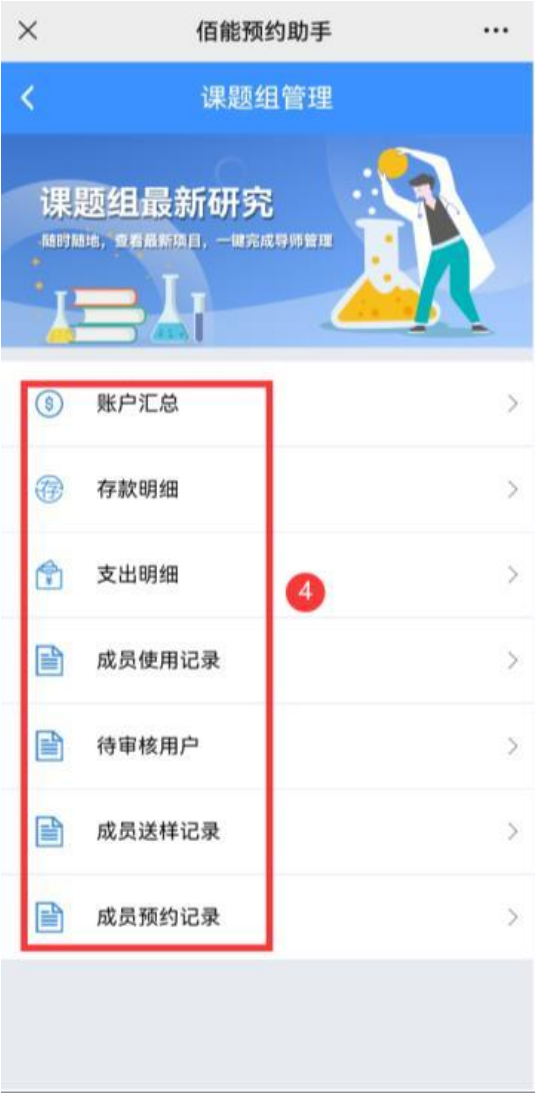 佰能预约助手
课题组管理
课题组最新研究
随时随地，查看最新项目，一键完成导师管理
账户汇总
存 存款明细
支出明细
4
成员使用记录
待审核用户
成员送样记录
成员预约记录